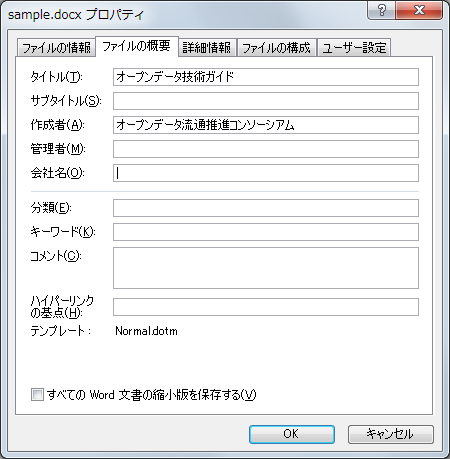 sample.docx プロパティ
ファイルの情報 ファイルの概要 詳細情報 ファイルの構成 ユーザー設定
タイトル(T): オープンデータ技術ガイド
サブタイトル(S):
作成者(A): オープンデータ流通推進コンソーシアム
管理者(M):
会社名(O):
分類(E):
キーワード(K):
コメント(C):
ハイパーリンク
の基点(H):
テンプレート: Normal.dotm
すべての Word 文書の縮小版を保存する(V)
OK キャンセル